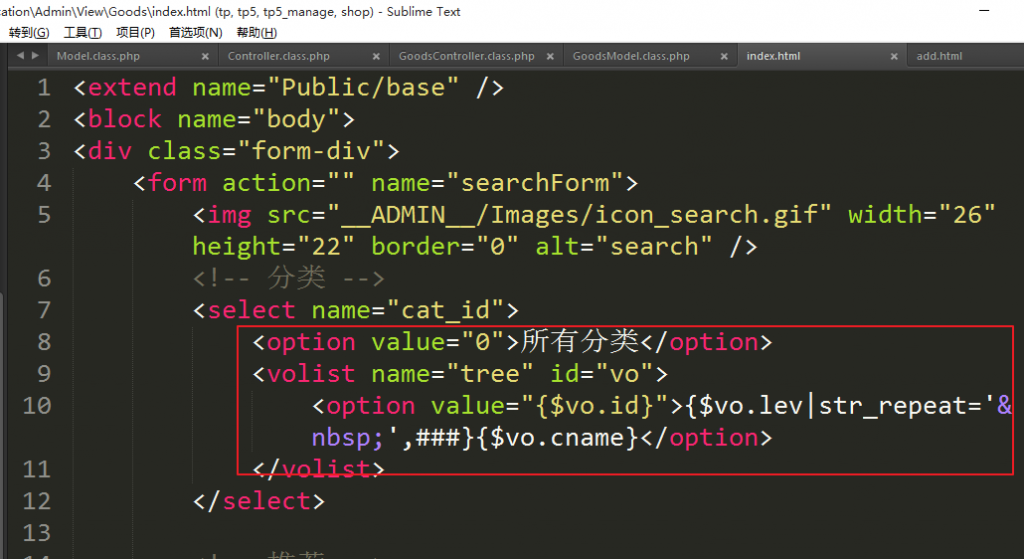 cation\Admin\View\Goods\index.html (tp, tp5, tp5_manage, shop) - Sublime Text
转到(G) 工具(T) 项目(P) 首选项(N) 帮助(H)
Model.class.php × Controller.class.php × GoodsController.class.php × GoodsModel.class.php × index.html × add.html
1 <extend name="Public/base" />
2 <block name="body">
3 <div class="form-div">
4 <form action="" name="searchForm">
5 <img src="__ADMIN__/Images/icon_search.gif" width="26"
height="22" border="0" alt="search" />
6 <!-- 分类 -->
7 <select name="cat_id">
8 <option value="0">所有分类</option>
9 <volist name="tree" id="vo">
10 <option value="{$vo.id}">{$vo.lev|str_repeat='&
nbsp;',###}{$vo.cname}</option>
11 </volist>
12 </select>
13